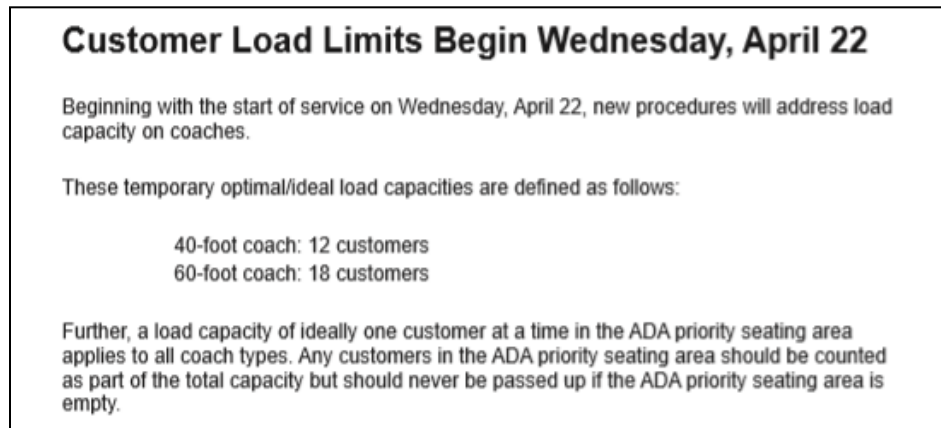 Customer Load Limits Begin Wednesday, April 22
Beginning with the start of service on Wednesday, April 22, new procedures will address load
capacity on coaches.
These temporary optimal/ideal load capacities are defined as follows:
40-foot coach: 12 customers
60-foot coach: 18 customers
Further, a load capacity of ideally one customer at a time in the ADA priority seating area
applies to all coach types. Any customers in the ADA priority seating area should be counted
as part of the total capacity but should never be passed up if the ADA priority seating area is
empty.